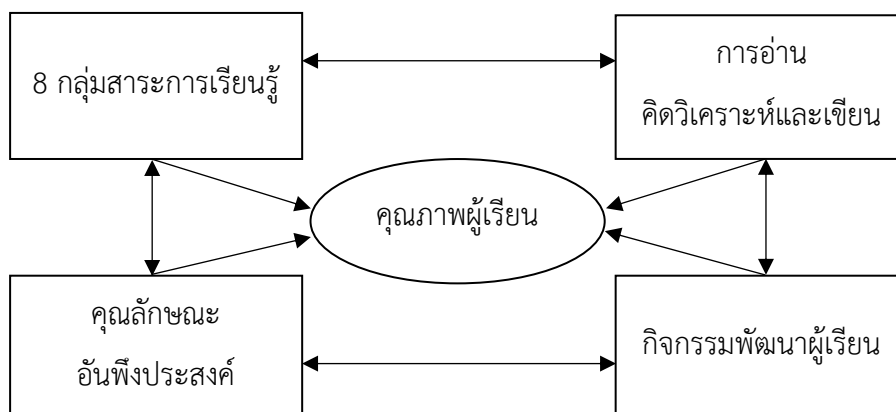 8 กลุ่มสาระการเรียนรู้
การอ่าน
คิดวิเคราะห์และเขียน
คุณภาพผู้เรียน
คุณลักษณะ
อันพึงประสงค์
กิจกรรมพัฒนาผู้เรียน